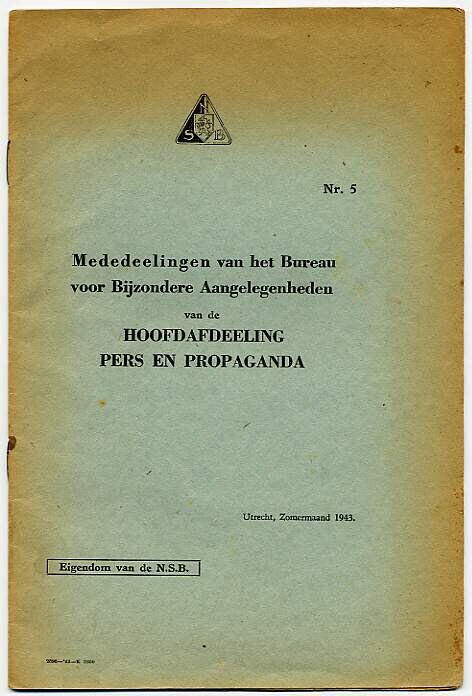 N
S B
Nr. 5
Mededeelingen van het Bureau
voor Bijzondere Aangelegenheden
van de
HOOFDAFDEELING
PERS EN PROPAGANDA
Utrecht, Zomermaand 1943.
Eigendom van de N.S.B.